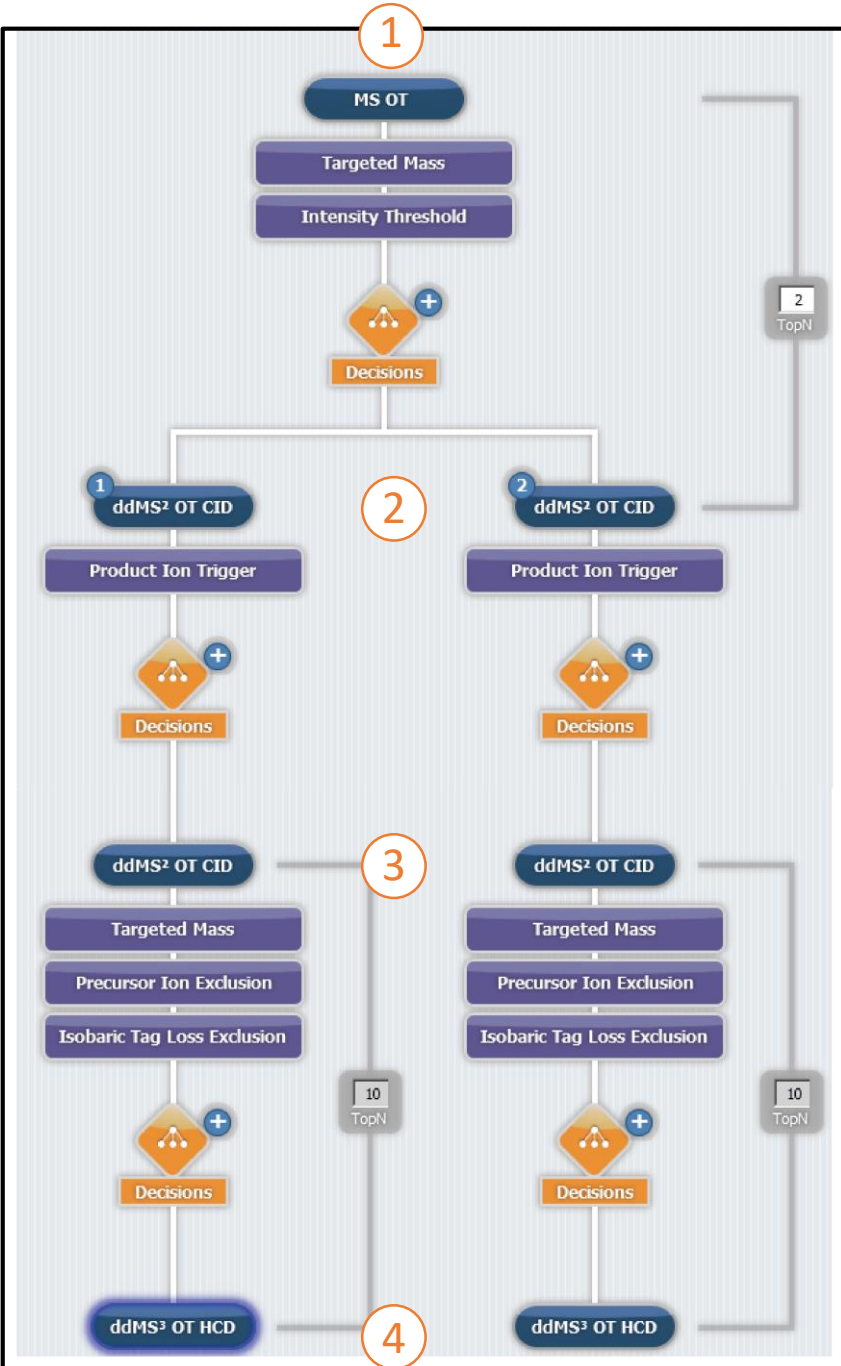 1
MS OT
Targeted Mass
Intensity Threshold
+
2
TopN
Decisions
1
ddMS² OT CID
2
2
ddMS² OT CID
Product Ion Trigger
Product Ion Trigger
+
+
Decisions
Decisions
ddMS² OT CID
3
ddMS² OT CID
Targeted Mass
Targeted Mass
Precursor Ion Exclusion
Precursor Ion Exclusion
Isobaric Tag Loss Exclusion
Isobaric Tag Loss Exclusion
10
TopN
10
TopN
+
+
Decisions
Decisions
ddMS³ OT HCD
4
ddMS³ OT HCD